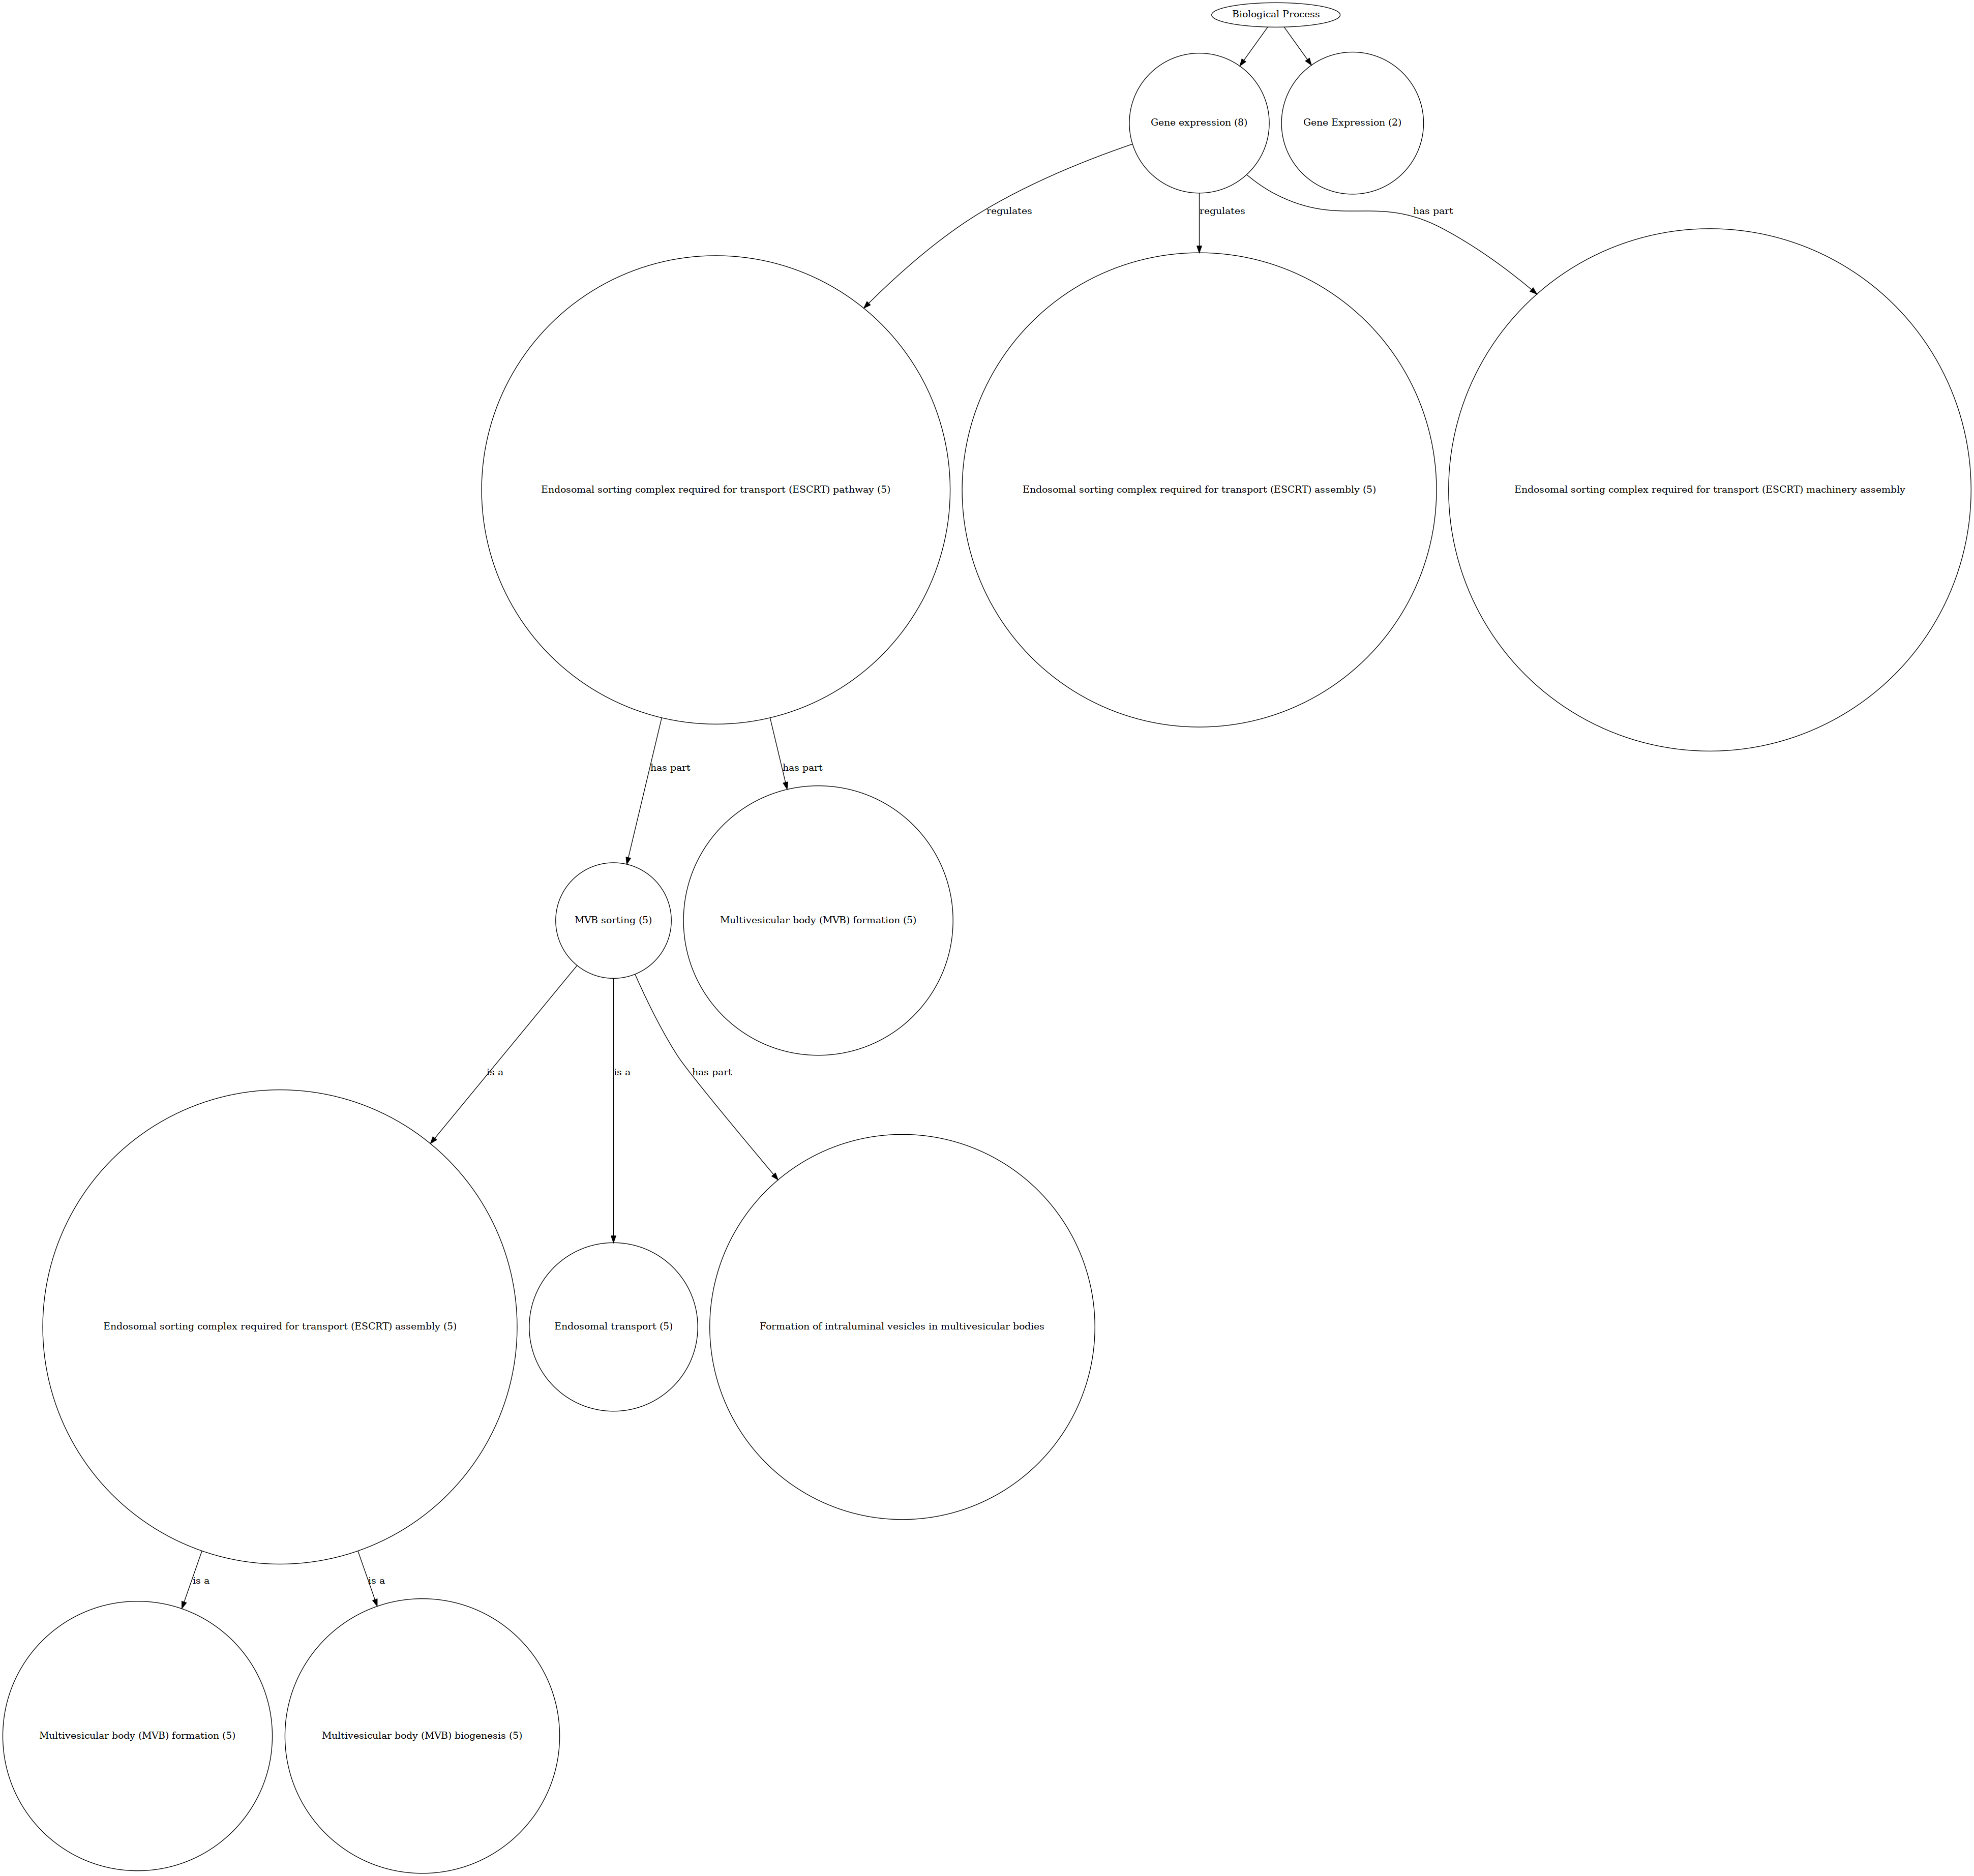 Biological Process
Gene expression (8)
Gene Expression (2)
regulates
regulates
has part
Endosomal sorting complex required for transport (ESCRT) pathway (5)
Endosomal sorting complex required for transport (ESCRT) assembly (5)
Endosomal sorting complex required for transport (ESCRT) machinery assembly
has part
has part
MVB sorting (5)
Multivesicular body (MVB) formation (5)
is a
is a
has part
Endosomal sorting complex required for transport (ESCRT) assembly (5)
Endosomal transport (5)
Formation of intraluminal vesicles in multivesicular bodies
is a
is a
Multivesicular body (MVB) formation (5)
Multivesicular body (MVB) biogenesis (5)